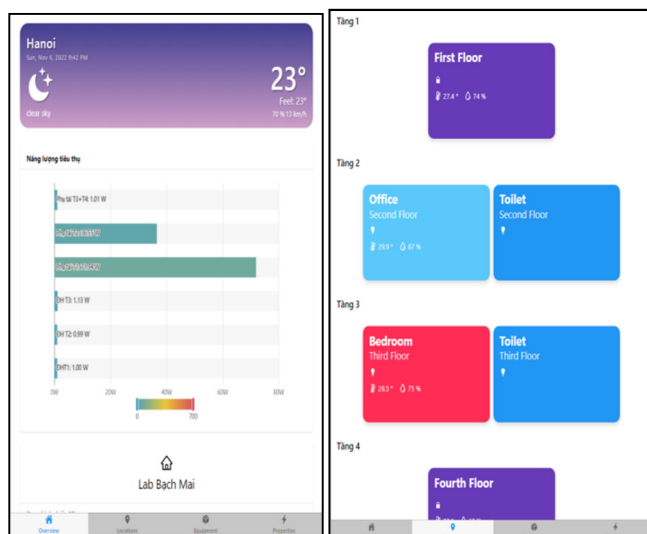 Hanoi
Sun, Nov 6, 2022 9:42 PM
23°
Feel: 23°
clear sky
70 % 13 km/h
Năng lượng tiêu thụ
Phụ tải T3+T4: 1.01 W
ĐH T3: 1.13 W
ĐH T2: 0.99 W
ĐHT1: 1.00 W
0W 20W 40W 60W 80W
0 700
Lab Bạch Mai
Overview Locations Equipment Properties
Tầng 1
First Floor
27.4 ° 74 %
Tầng 2
Office Toilet
Second Floor Second Floor
29.9 ° 67 %
Tầng 3
Bedroom Toilet
Third Floor Third Floor
28.5 ° 75 %
Tầng 4
Fourth Floor